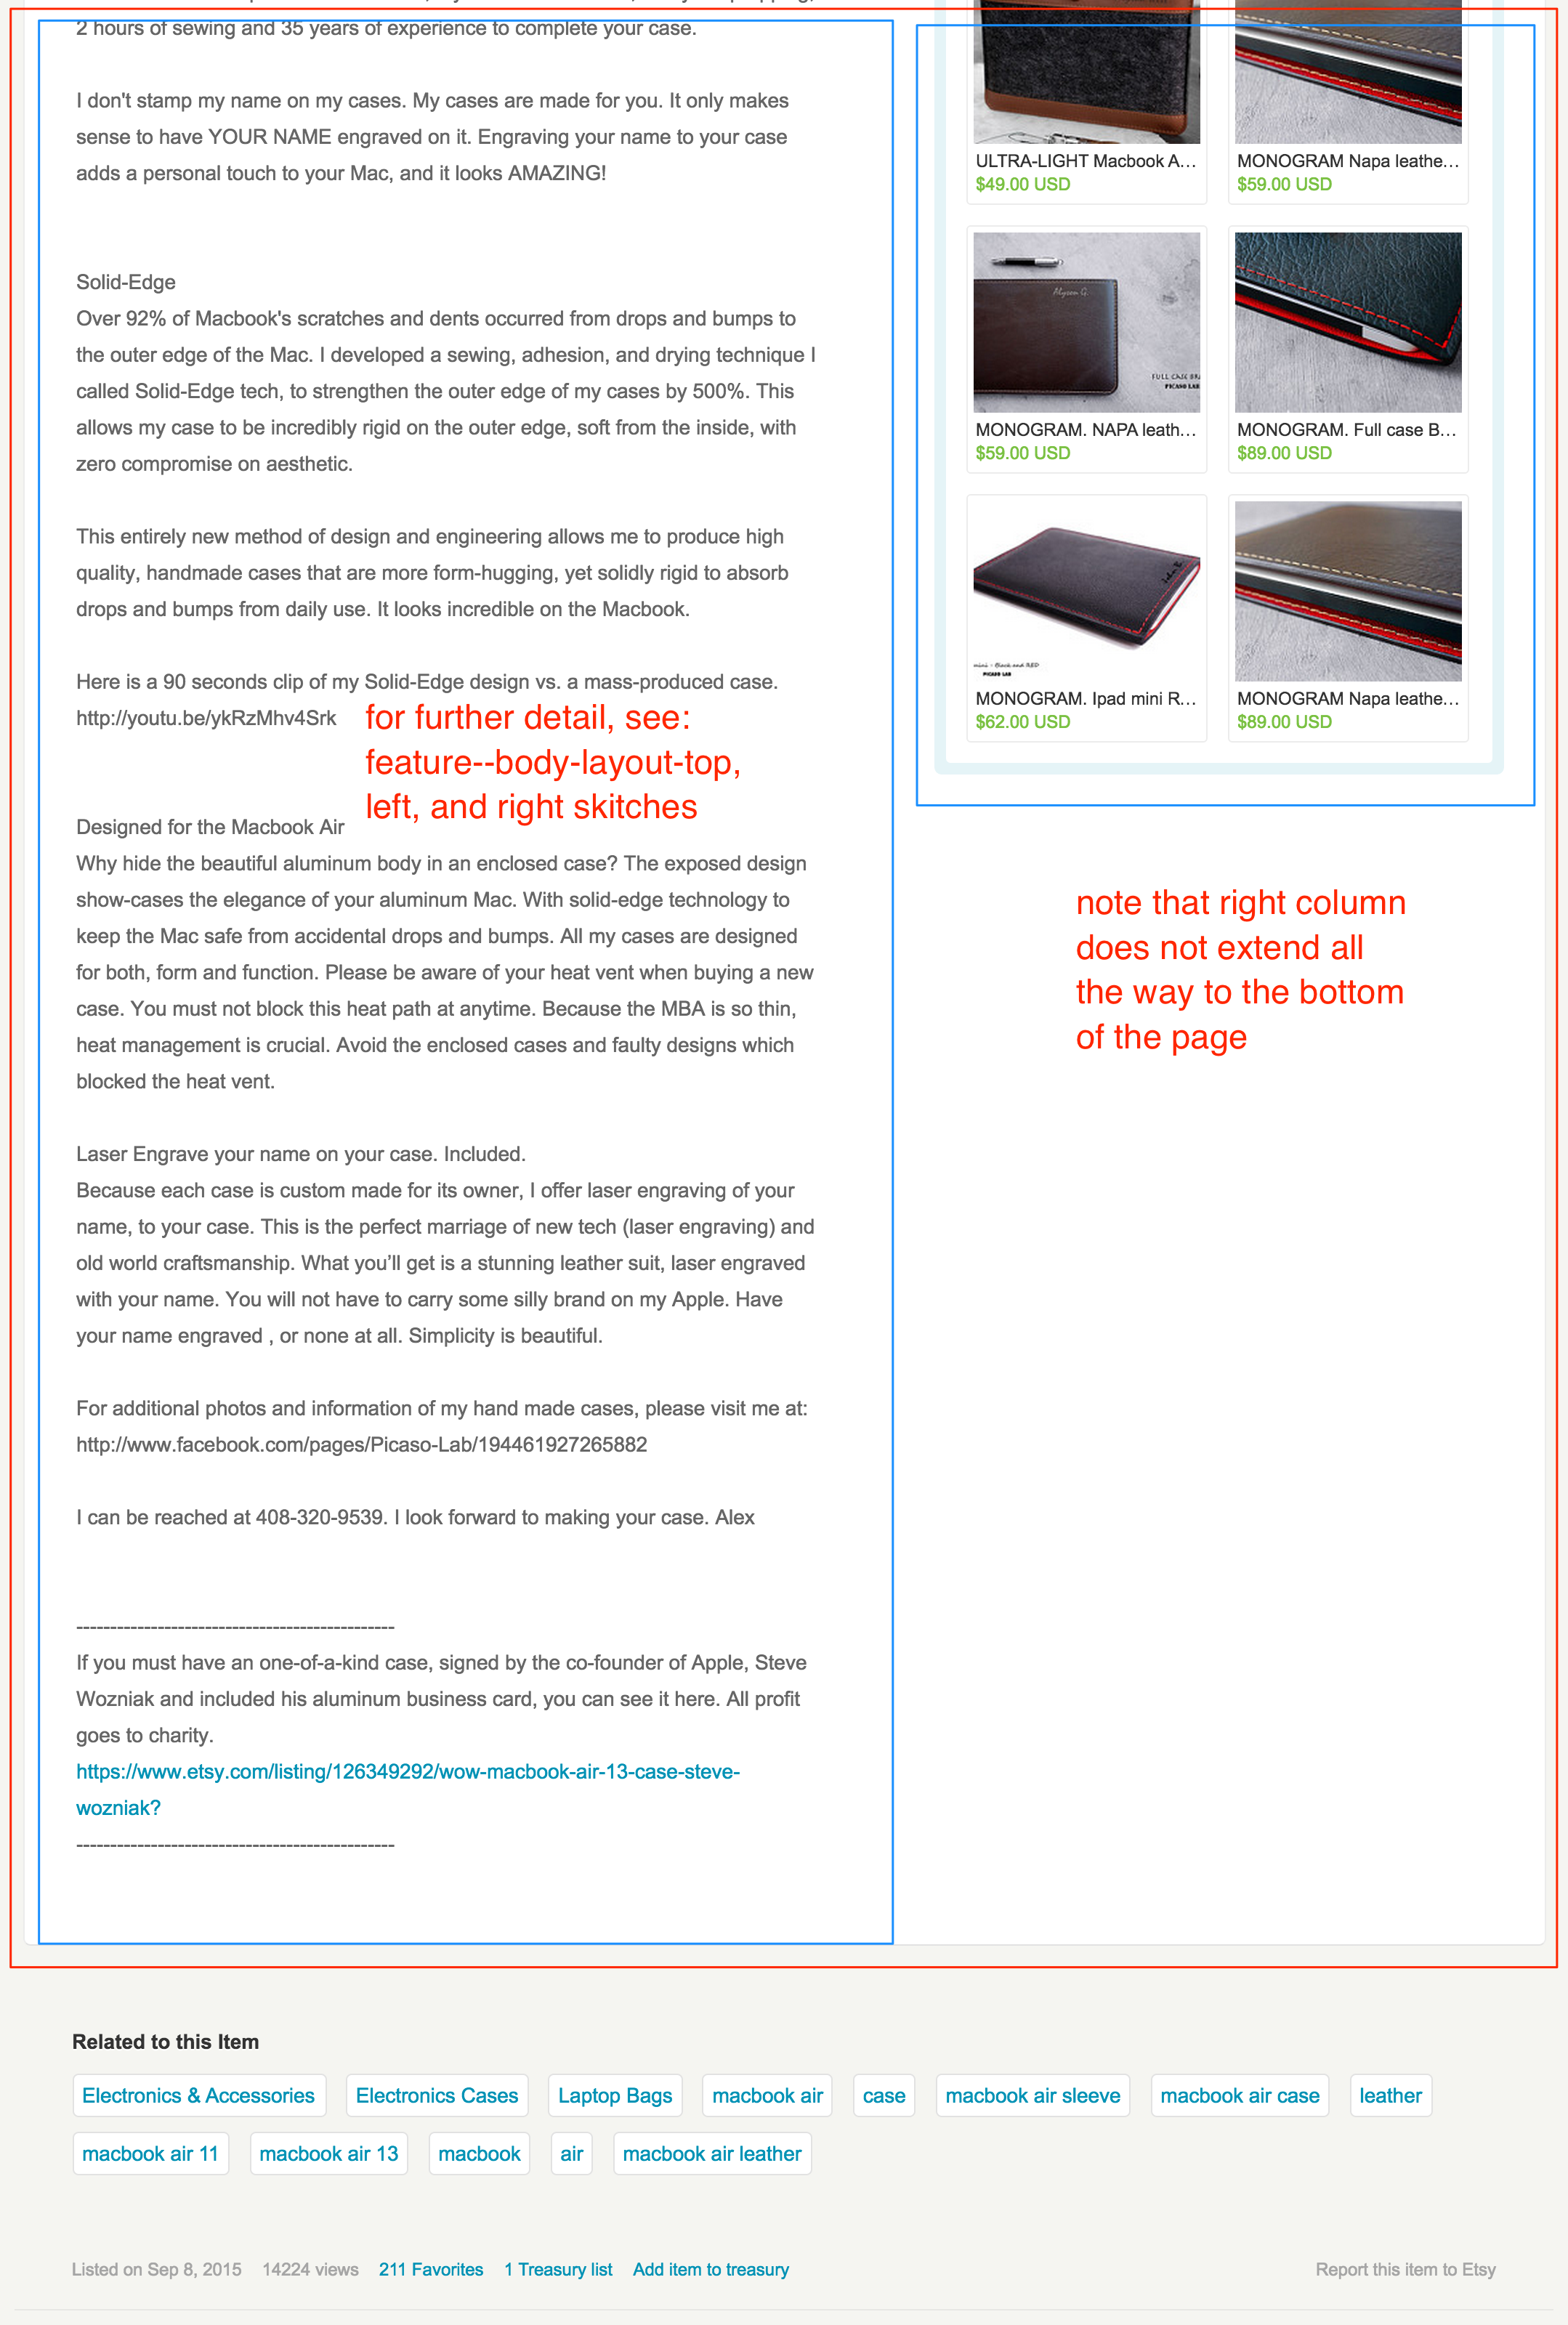 2 hours of sewing and 35 years of experience to complete your case.
I don't stamp my name on my cases. My cases are made for you. It only makes
sense to have YOUR NAME engraved on it. Engraving your name to your case
adds a personal touch to your Mac, and it looks AMAZING!
Solid-Edge
Over 92% of Macbook's scratches and dents occurred from drops and bumps to
the outer edge of the Mac. I developed a sewing, adhesion, and drying technique I
called Solid-Edge tech, to strengthen the outer edge of my cases by 500%. This
allows my case to be incredibly rigid on the outer edge, soft from the inside, with
zero compromise on aesthetic.
This entirely new method of design and engineering allows me to produce high
quality, handmade cases that are more form-hugging, yet solidly rigid to absorb
drops and bumps from daily use. It looks incredible on the Macbook.
Here is a 90 seconds clip of my Solid-Edge design vs. a mass-produced case.
http://youtu.be/ykRzMhv4Srk
for further detail, see:
feature--body-layout-top,
left, and right skitches
Designed for the Macbook Air
Why hide the beautiful aluminum body in an enclosed case? The exposed design
show-cases the elegance of your aluminum Mac. With solid-edge technology to
keep the Mac safe from accidental drops and bumps. All my cases are designed
for both, form and function. Please be aware of your heat vent when buying a new
case. You must not block this heat path at anytime. Because the MBA is so thin,
heat management is crucial. Avoid the enclosed cases and faulty designs which
blocked the heat vent.
Laser Engrave your name on your case. Included.
Because each case is custom made for its owner, I offer laser engraving of your
name, to your case. This is the perfect marriage of new tech (laser engraving) and
old world craftsmanship. What you’ll get is a stunning leather suit, laser engraved
with your name. You will not have to carry some silly brand on my Apple. Have
your name engraved , or none at all. Simplicity is beautiful.
For additional photos and information of my hand made cases, please visit me at:
http://www.facebook.com/pages/Picaso-Lab/194461927265882
I can be reached at 408-320-9539. I look forward to making your case. Alex
-----------------------------------------------
If you must have an one-of-a-kind case, signed by the co-founder of Apple, Steve
Wozniak and included his aluminum business card, you can see it here. All profit
goes to charity.
https://www.etsy.com/listing/126349292/wow-macbook-air-13-case-steve-
wozniak?
-----------------------------------------------
ULTRA-LIGHT Macbook A...
$49.00 USD
MONOGRAM Napa leathe...
$59.00 USD
Alyson G.
FULL CASE BRA
PICASO LAB
MONOGRAM. NAPA leath...
$59.00 USD
MONOGRAM. Full case B...
$89.00 USD
John B.
mini - Black and RED
PICASO LAB
MONOGRAM. Ipad mini R...
$62.00 USD
MONOGRAM Napa leathe...
$89.00 USD
note that right column
does not extend all
the way to the bottom
of the page
Related to this Item
Electronics & Accessories Electronics Cases Laptop Bags macbook air case macbook air sleeve macbook air case leather
macbook air 11 macbook air 13 macbook air macbook air leather
Listed on Sep 8, 2015 14224 views 211 Favorites 1 Treasury list Add item to treasury Report this item to Etsy